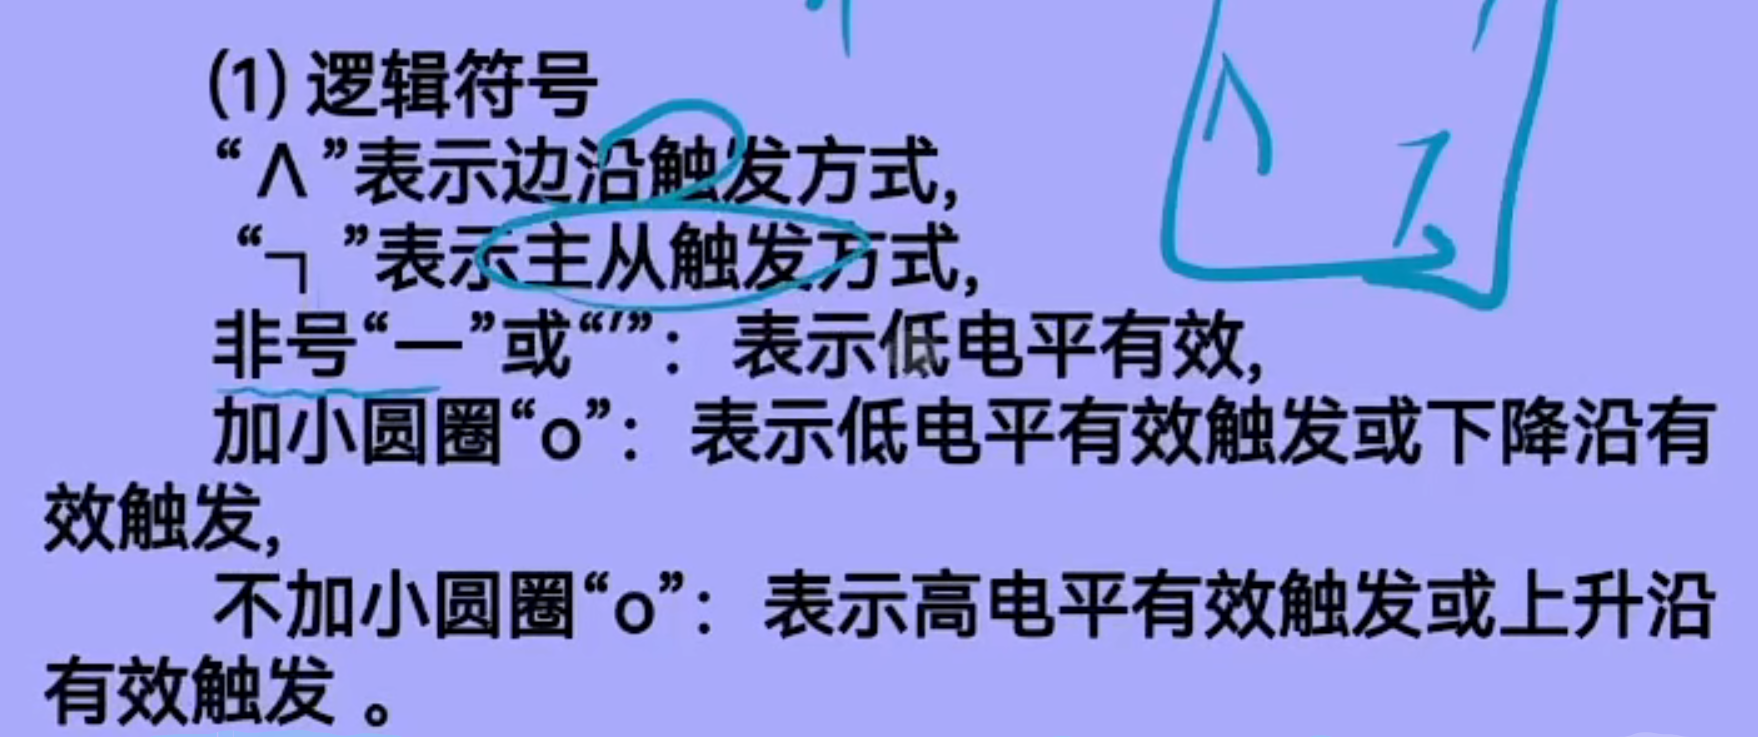 (1) 逻辑符号
“∧”表示边沿触发方式,
“┐”表示主从触发方式,
非号“—”或“′”：表示低电平有效,
加小圆圈“o”：表示低电平有效触发或下降沿有
效触发,
不加小圆圈“o”：表示高电平有效触发或上升沿
有效触发 。